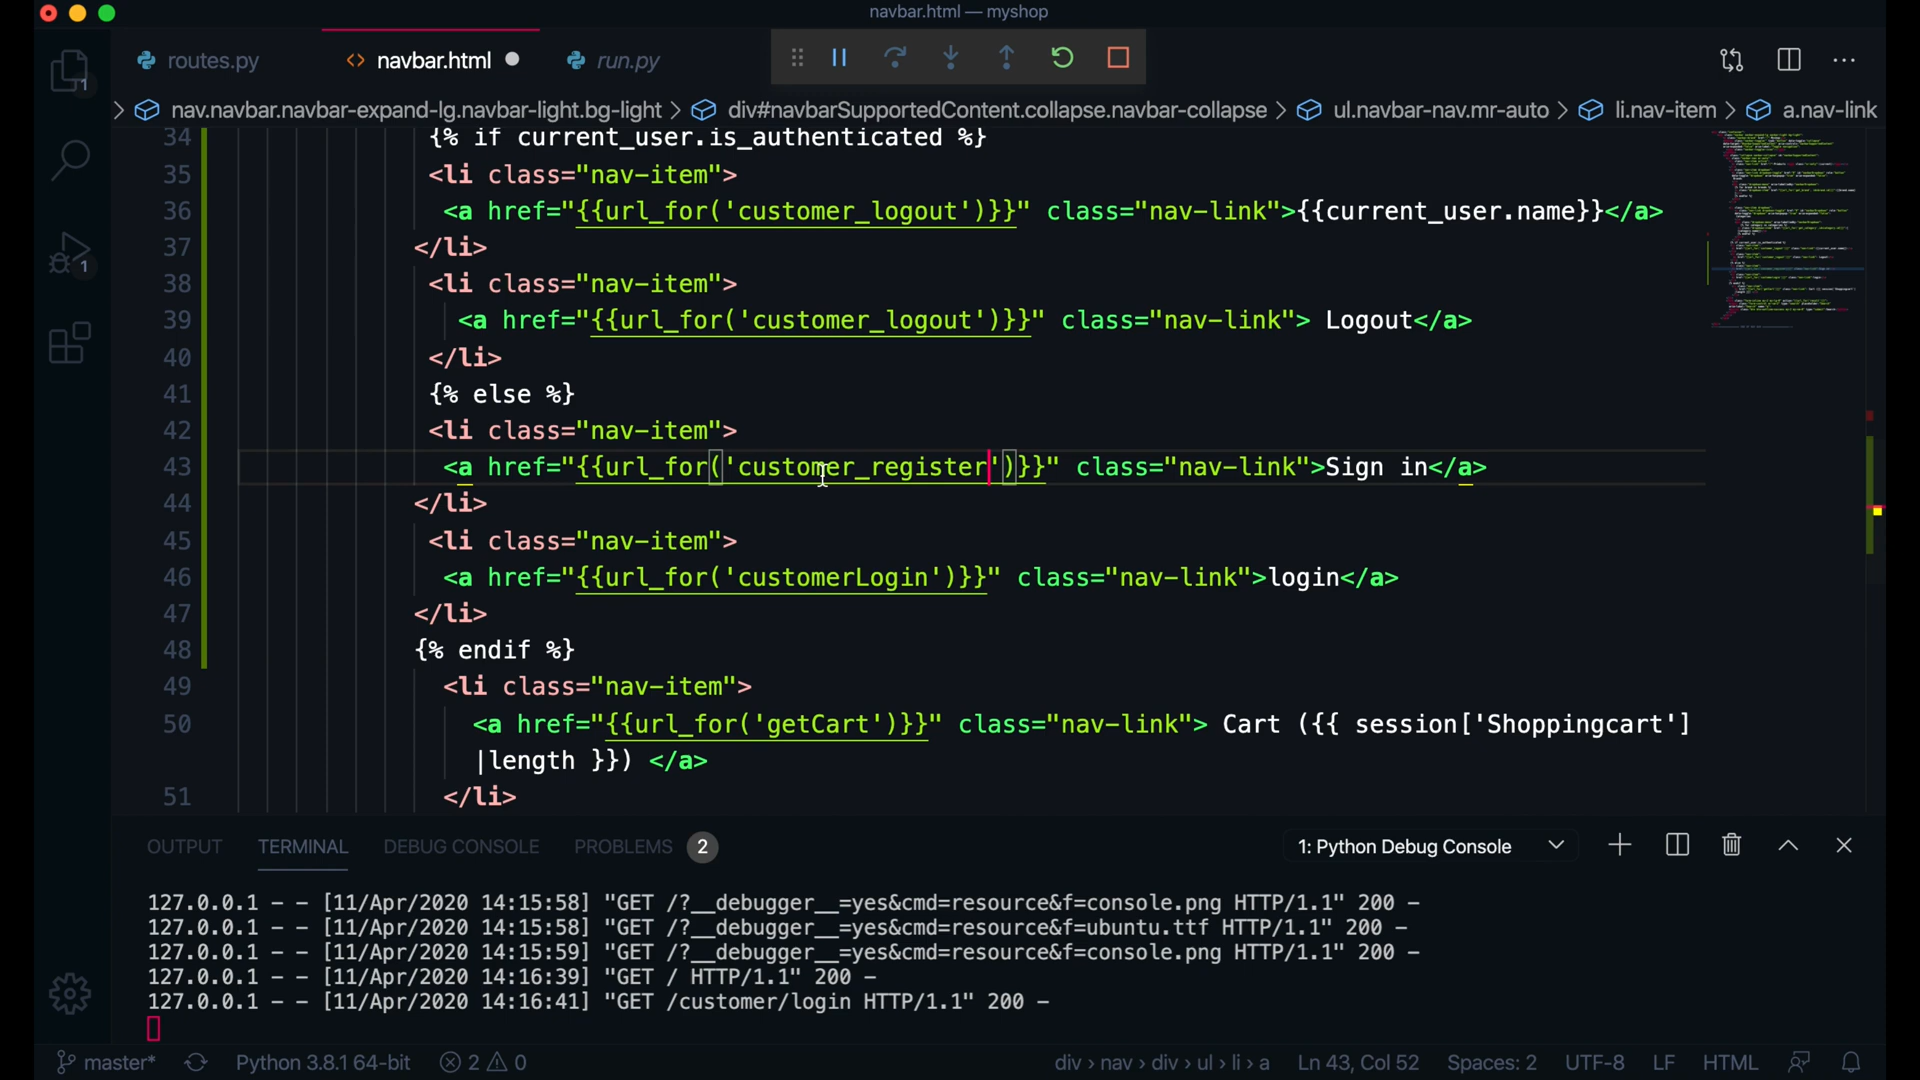 navbar.html — myshop
routes.py
<> navbar.html
run.py
nav.navbar.navbar-expand-lg.navbar-light.bg-light > div#navbarSupportedContent.collapse.navbar-collapse > ul.navbar-nav.mr-auto > li.nav-item > a.nav-link
34 {% if current_user.is_authenticated %}
35 <li class="nav-item">
36 <a href="{{url_for('customer_logout')}}" class="nav-link">{{current_user.name}}</a>
37 </li>
38 <li class="nav-item">
39 <a href="{{url_for('customer_logout')}}" class="nav-link"> Logout</a>
40 </li>
41 {% else %}
42 <li class="nav-item">
43 <a href="{{url_for('customer_register')}}" class="nav-link">Sign in</a>
44 </li>
45 <li class="nav-item">
46 <a href="{{url_for('customerLogin')}}" class="nav-link">login</a>
47 </li>
48 {% endif %}
49 <li class="nav-item">
50 <a href="{{url_for('getCart')}}" class="nav-link"> Cart ({{ session['Shoppingcart']
|length }}) </a>
51 </li>
1
1
OUTPUT TERMINAL DEBUG CONSOLE PROBLEMS 2
1: Python Debug Console
127.0.0.1 - - [11/Apr/2020 14:15:58] "GET /?__debugger__=yes&cmd=resource&f=console.png HTTP/1.1" 200 -
127.0.0.1 - - [11/Apr/2020 14:15:58] "GET /?__debugger__=yes&cmd=resource&f=ubuntu.ttf HTTP/1.1" 200 -
127.0.0.1 - - [11/Apr/2020 14:15:59] "GET /?__debugger__=yes&cmd=resource&f=console.png HTTP/1.1" 200 -
127.0.0.1 - - [11/Apr/2020 14:16:39] "GET / HTTP/1.1" 200 -
127.0.0.1 - - [11/Apr/2020 14:16:41] "GET /customer/login HTTP/1.1" 200 -
master* Python 3.8.1 64-bit 2 0 div › nav › div › ul › li › a Ln 43, Col 52 Spaces: 2 UTF-8 LF HTML